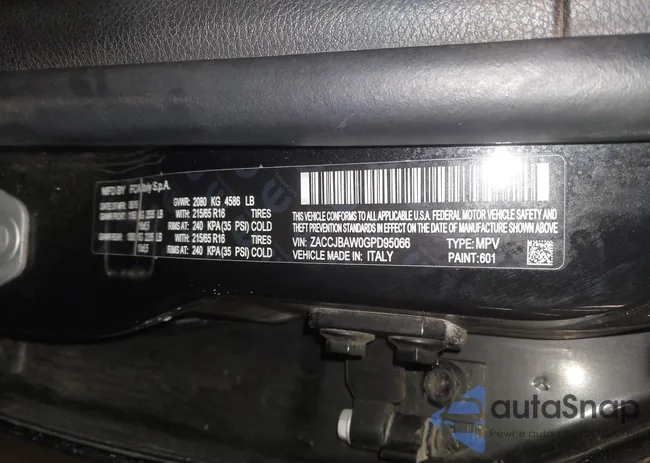 MFD BY FCA Italy S.p.A.
GVWR: 2080 KG 4586 LB
WITH: 215/65 R16 TIRES
RIMS AT: 240 KPA (35 PSI) COLD
WITH: 215/65 R16 TIRES
RIMS AT: 240 KPA (35 PSI) COLD
THIS VEHICLE CONFORMS TO ALL APPLICABLE U.S.A. FEDERAL MOTOR VEHICLE SAFETY AND
THEFT PREVENTION STANDARDS IN EFFECT ON THE DATE OF MANUFACTURE SHOWN ABOVE.
VIN: ZACCJBAW0GPD95066 TYPE: MPV
VEHICLE MADE IN: ITALY PAINT: 601
autaSnap
Pewne auto z